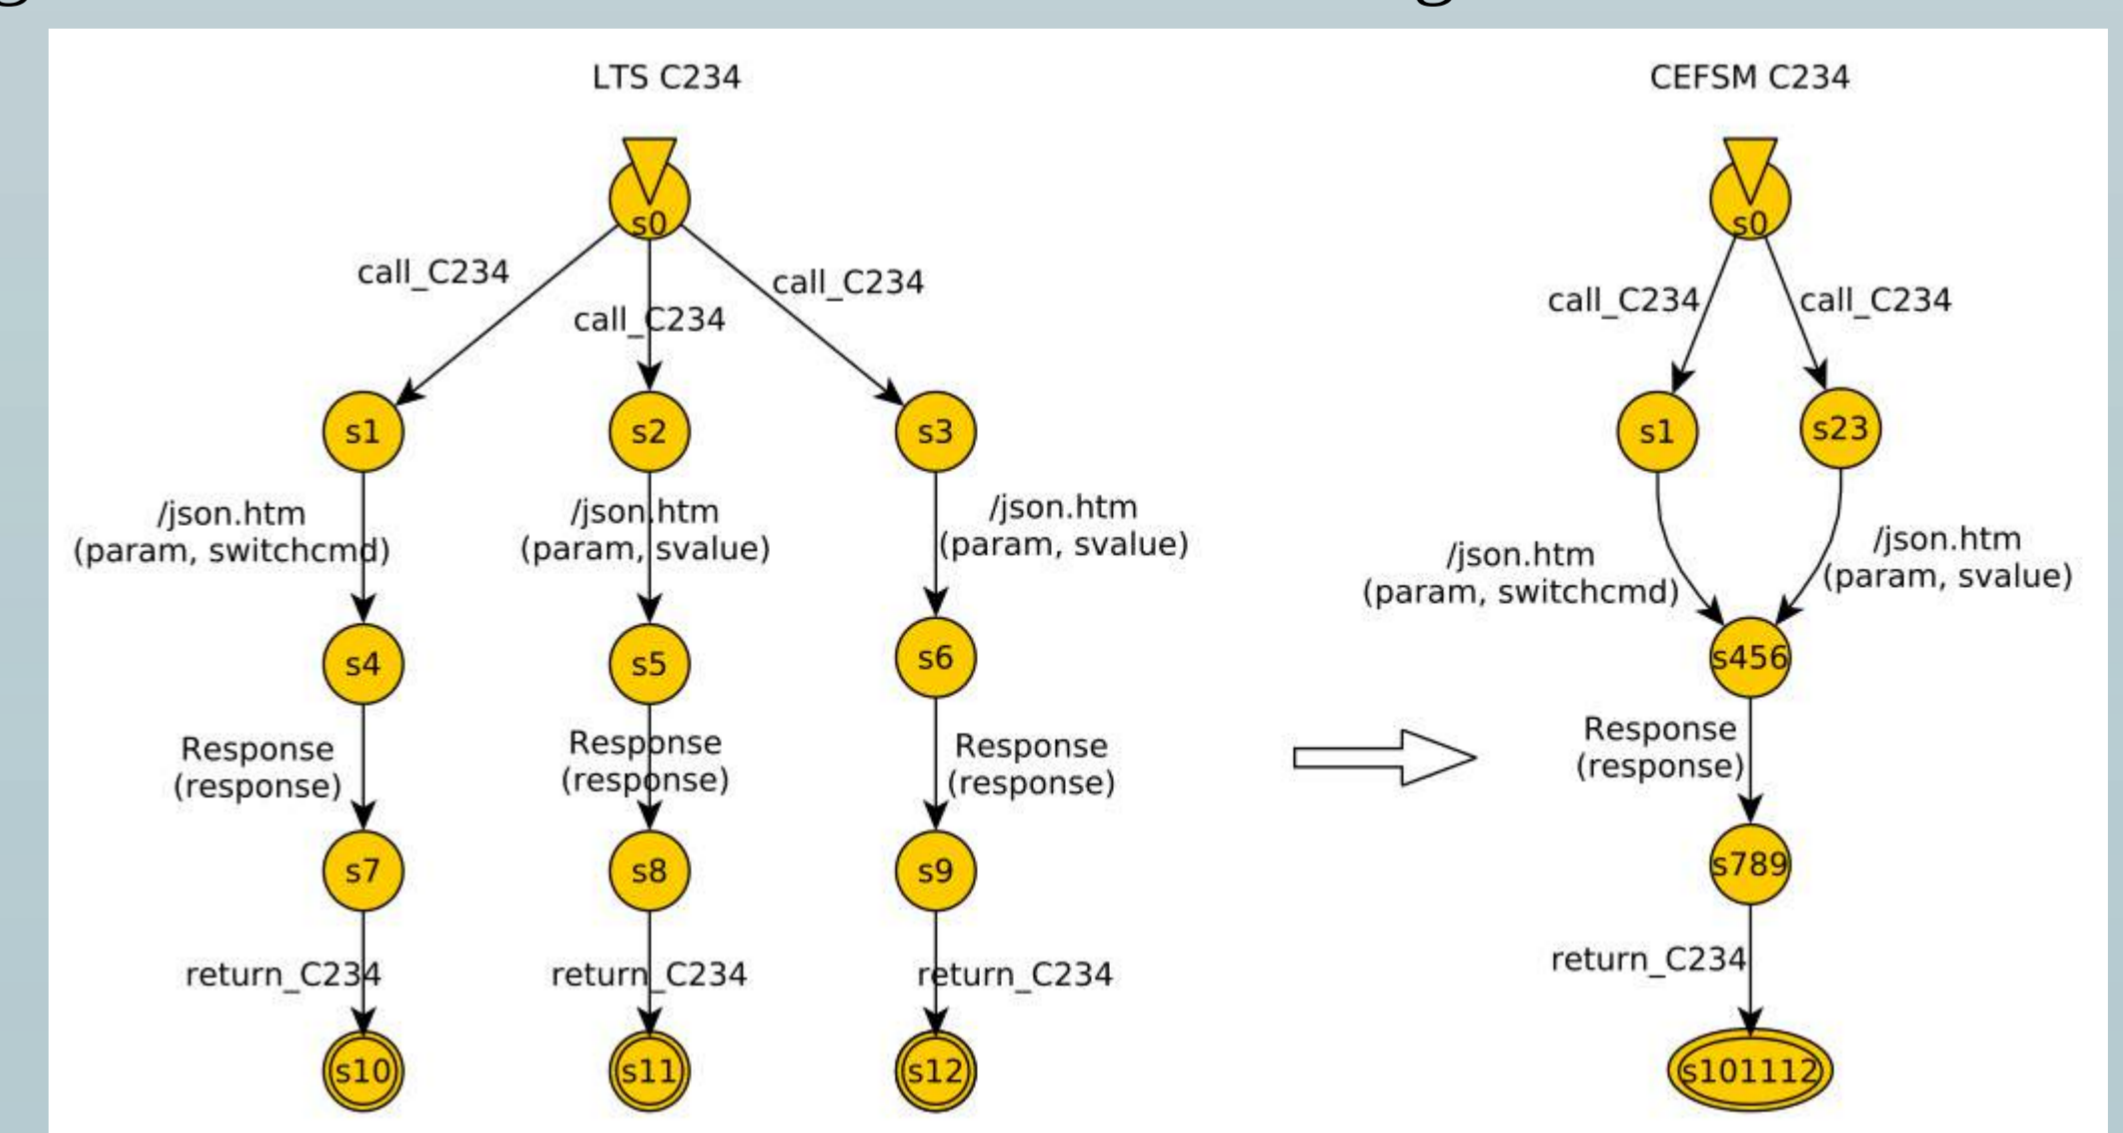 LTS C234
CEFSM C234
s0
s0
call_C234
call_C234
call_C234
call_C234
call_C234
s1
s2
s3
s1
s23
/json.htm
(param, switchcmd)
/json.htm
(param, svalue)
/json.htm
(param, svalue)
/json.htm
(param, switchcmd)
/json.htm
(param, svalue)
s4
s5
s6
s456
Response
(response)
Response
(response)
Response
(response)
Response
(response)
s7
s8
s9
s789
return_C234
return_C234
return_C234
return_C234
s10
s11
s12
s101112